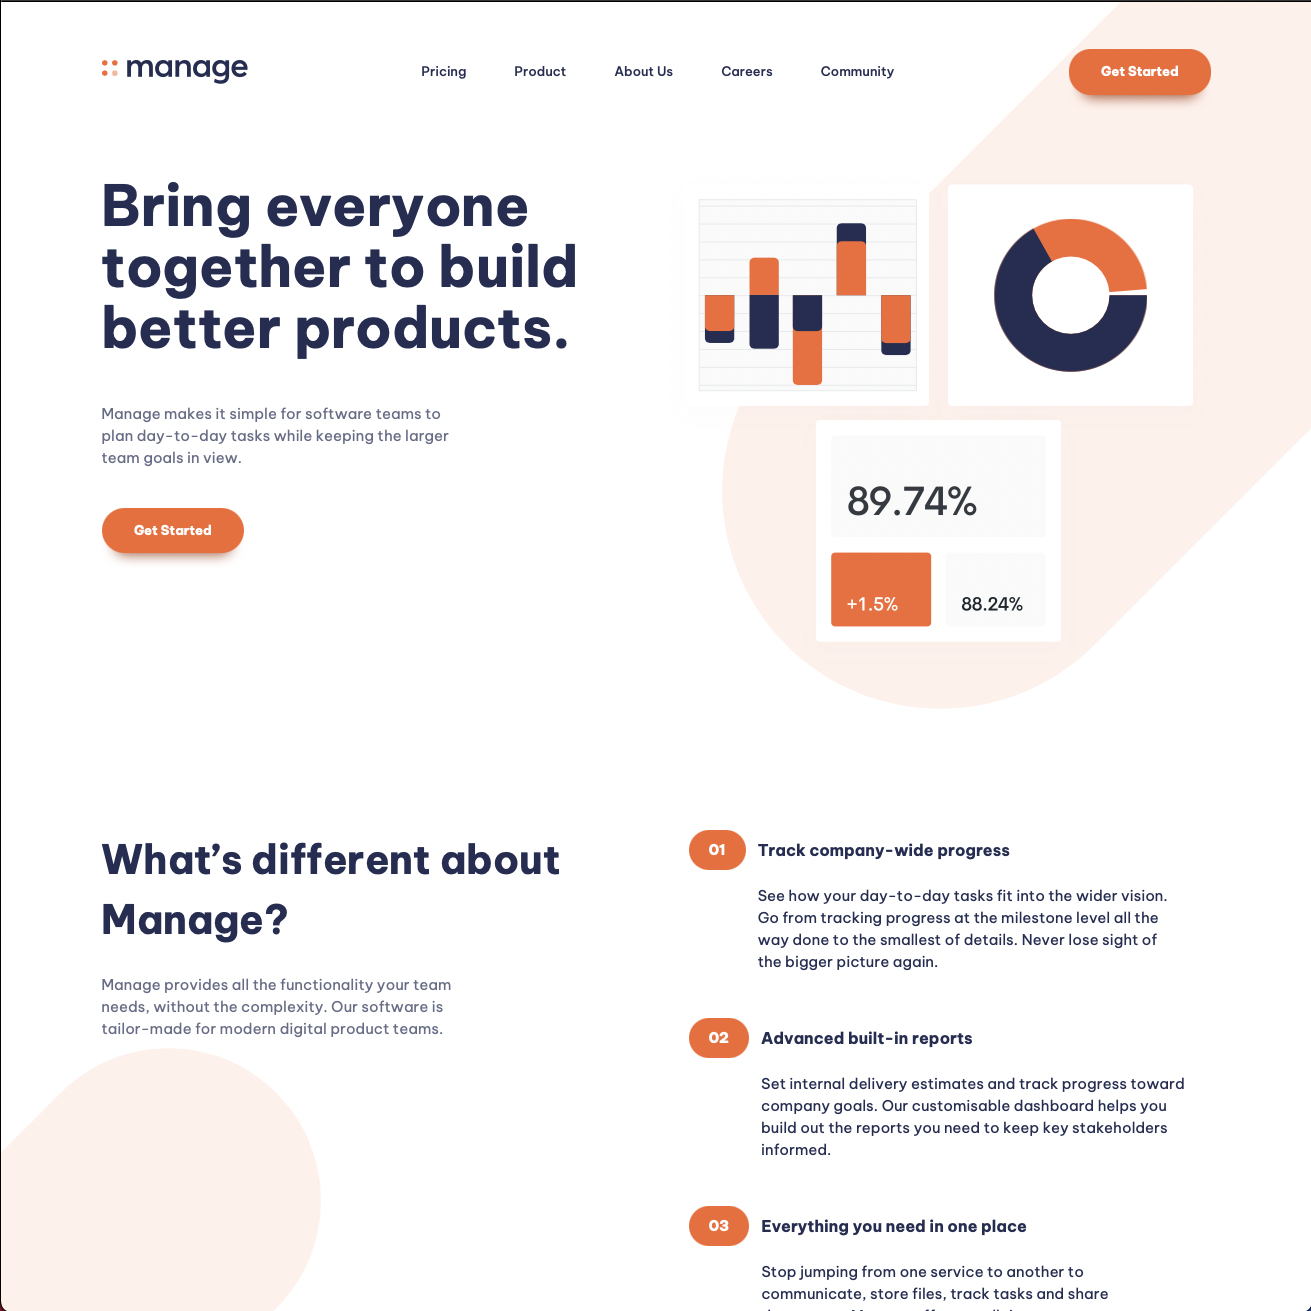 manage
Pricing
Product
About Us
Careers
Community
Get Started
Bring everyone
together to build
better products.
Manage makes it simple for software teams to
plan day-to-day tasks while keeping the larger
team goals in view.
Get Started
89.74%
+1.5%
88.24%
What's different about
Manage?
Manage provides all the functionality your team
needs, without the complexity. Our software is
tailor-made for modern digital product teams.
01
Track company-wide progress
See how your day-to-day tasks fit into the wider vision.
Go from tracking progress at the milestone level all the
way done to the smallest of details. Never lose sight of
the bigger picture again.
02
Advanced built-in reports
Set internal delivery estimates and track progress toward
company goals. Our customisable dashboard helps you
build out the reports you need to keep key stakeholders
informed.
03
Everything you need in one place
Stop jumping from one service to another to
communicate, store files, track tasks and share